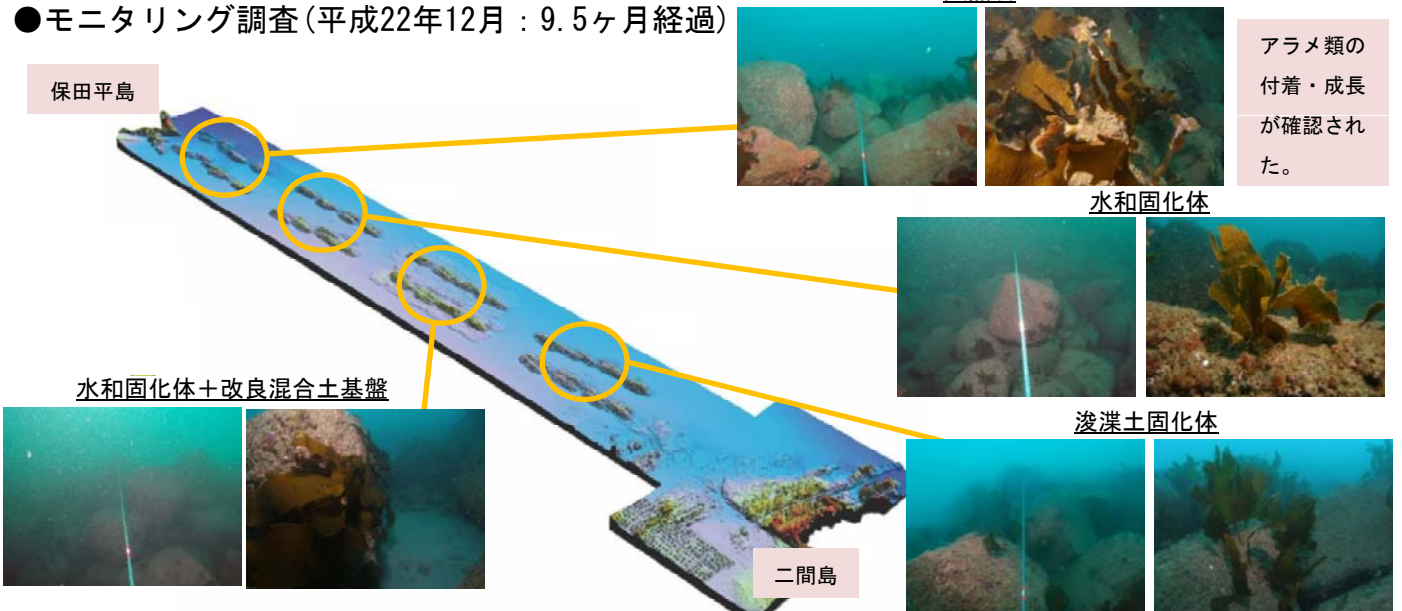 ●モニタリング調査(平成22年12月：9.5ヶ月経過)
保田平島
アラメ類の
付着・成長
が確認され
た。
水和固化体
水和固化体＋改良混合土基盤
浚渫土固化体
二間島